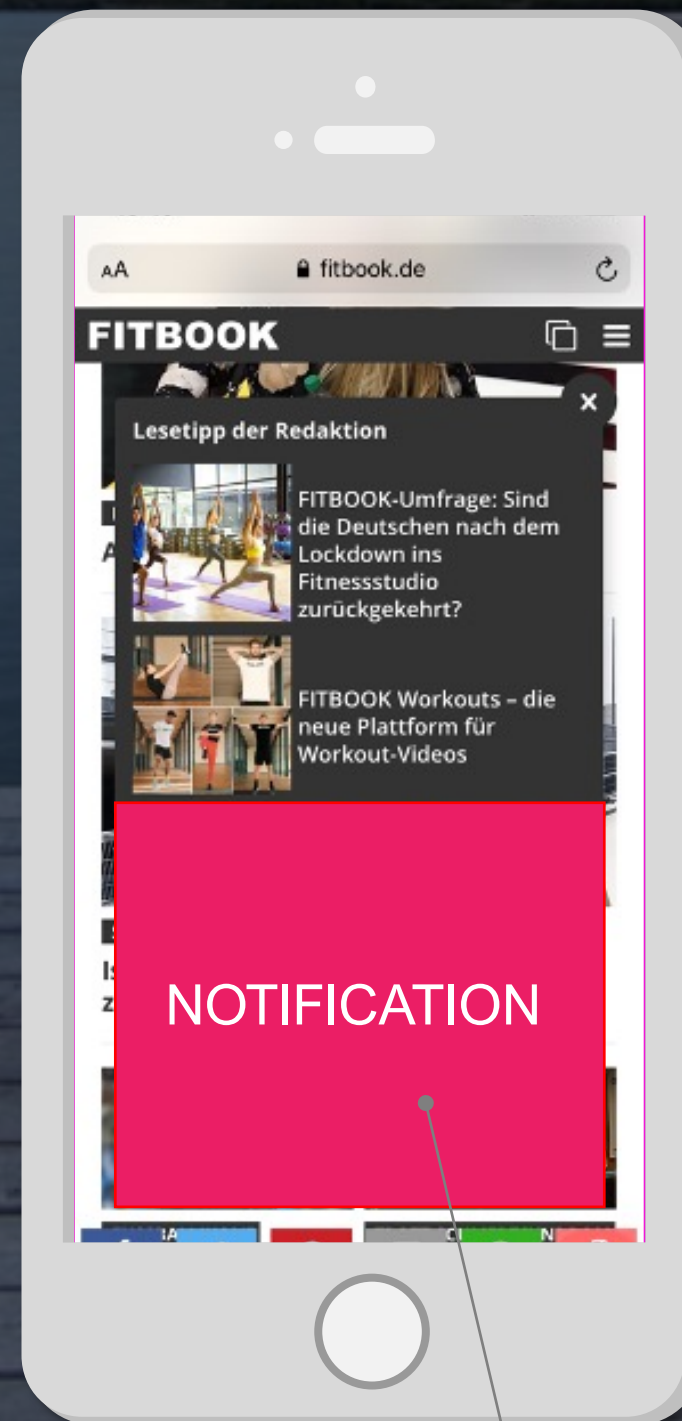 AA fitbook.de
FITBOOK
Lesetipp der Redaktion
FITBOOK-Umfrage: Sind
die Deutschen nach dem
Lockdown ins
Fitnessstudio
zurückgekehrt?
FITBOOK Workouts – die
neue Plattform für
Workout-Videos
NOTIFICATION